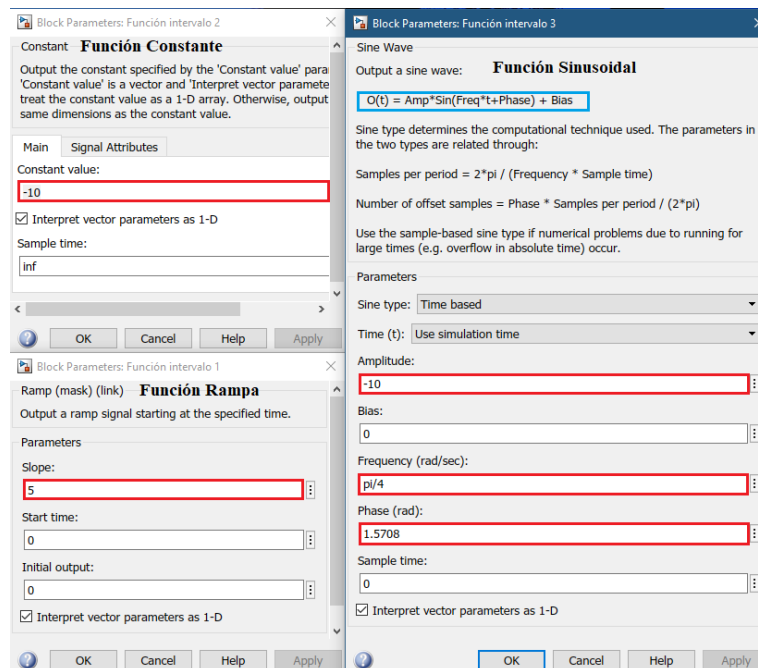 Block Parameters: Función intervalo 2
Constant Función Constante
Output the constant specified by the 'Constant value' para
'Constant value' is a vector and 'Interpret vector paramete
treat the constant value as a 1-D array. Otherwise, output
same dimensions as the constant value.
Main Signal Attributes
Constant value:
-10
Interpret vector parameters as 1-D
Sample time:
inf
OK Cancel Help Apply
Block Parameters: Función intervalo 1
Ramp (mask) (link) Función Rampa
Output a ramp signal starting at the specified time.
Parameters
Slope:
5
Start time:
0
Initial output:
0
Interpret vector parameters as 1-D
OK Cancel Help Apply
Block Parameters: Función intervalo 3
Sine Wave
Output a sine wave: Función Sinusoidal
O(t) = Amp*Sin(Freq*t+Phase) + Bias
Sine type determines the computational technique used. The parameters in
the two types are related through:
Samples per period = 2*pi / (Frequency * Sample time)
Number of offset samples = Phase * Samples per period / (2*pi)
Use the sample-based sine type if numerical problems due to running for
large times (e.g. overflow in absolute time) occur.
Parameters
Sine type: Time based
Time (t): Use simulation time
Amplitude:
-10
Bias:
0
Frequency (rad/sec):
pi/4
Phase (rad):
1.5708
Sample time:
0
Interpret vector parameters as 1-D
OK Cancel Help Apply